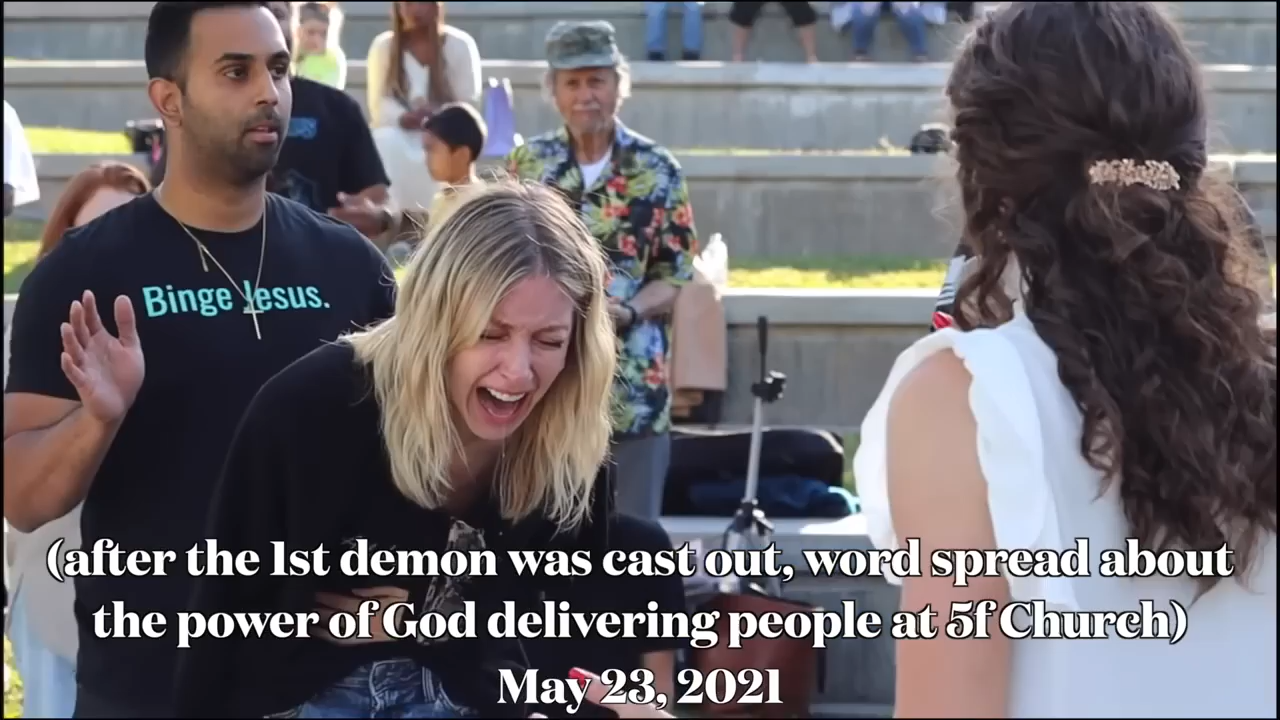 Binge Jesus.
(after the 1st demon was cast out, word spread about
the power of God delivering people at 5f Church)
May 23, 2021